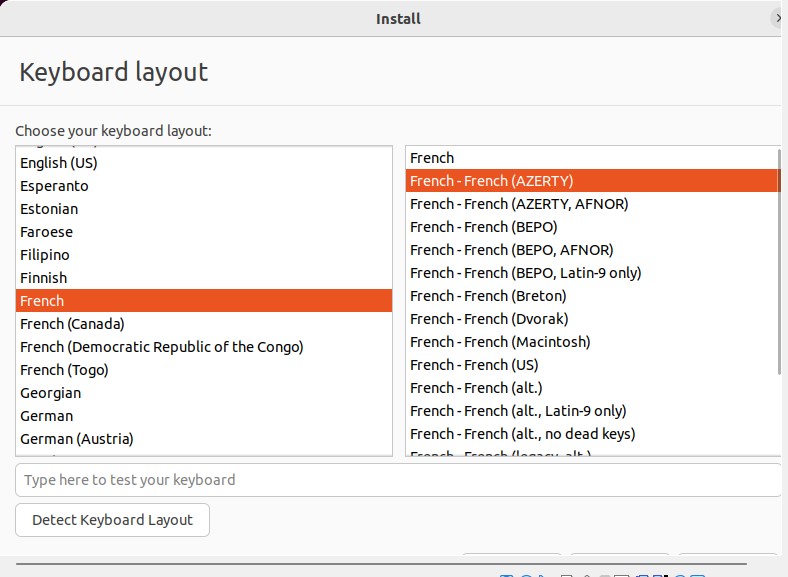 Install
Keyboard layout
Choose your keyboard layout:
English (US)
Esperanto
Estonian
Faroese
Filipino
Finnish
French
French (Canada)
French (Democratic Republic of the Congo)
French (Togo)
Georgian
German
German (Austria)
French
French - French (AZERTY)
French - French (AZERTY, AFNOR)
French - French (BEPO)
French - French (BEPO, AFNOR)
French - French (BEPO, Latin-9 only)
French - French (Breton)
French - French (Dvorak)
French - French (Macintosh)
French - French (US)
French - French (alt.)
French - French (alt., Latin-9 only)
French - French (alt., no dead keys)
French - French (legacy, alt.)
Type here to test your keyboard
Detect Keyboard Layout